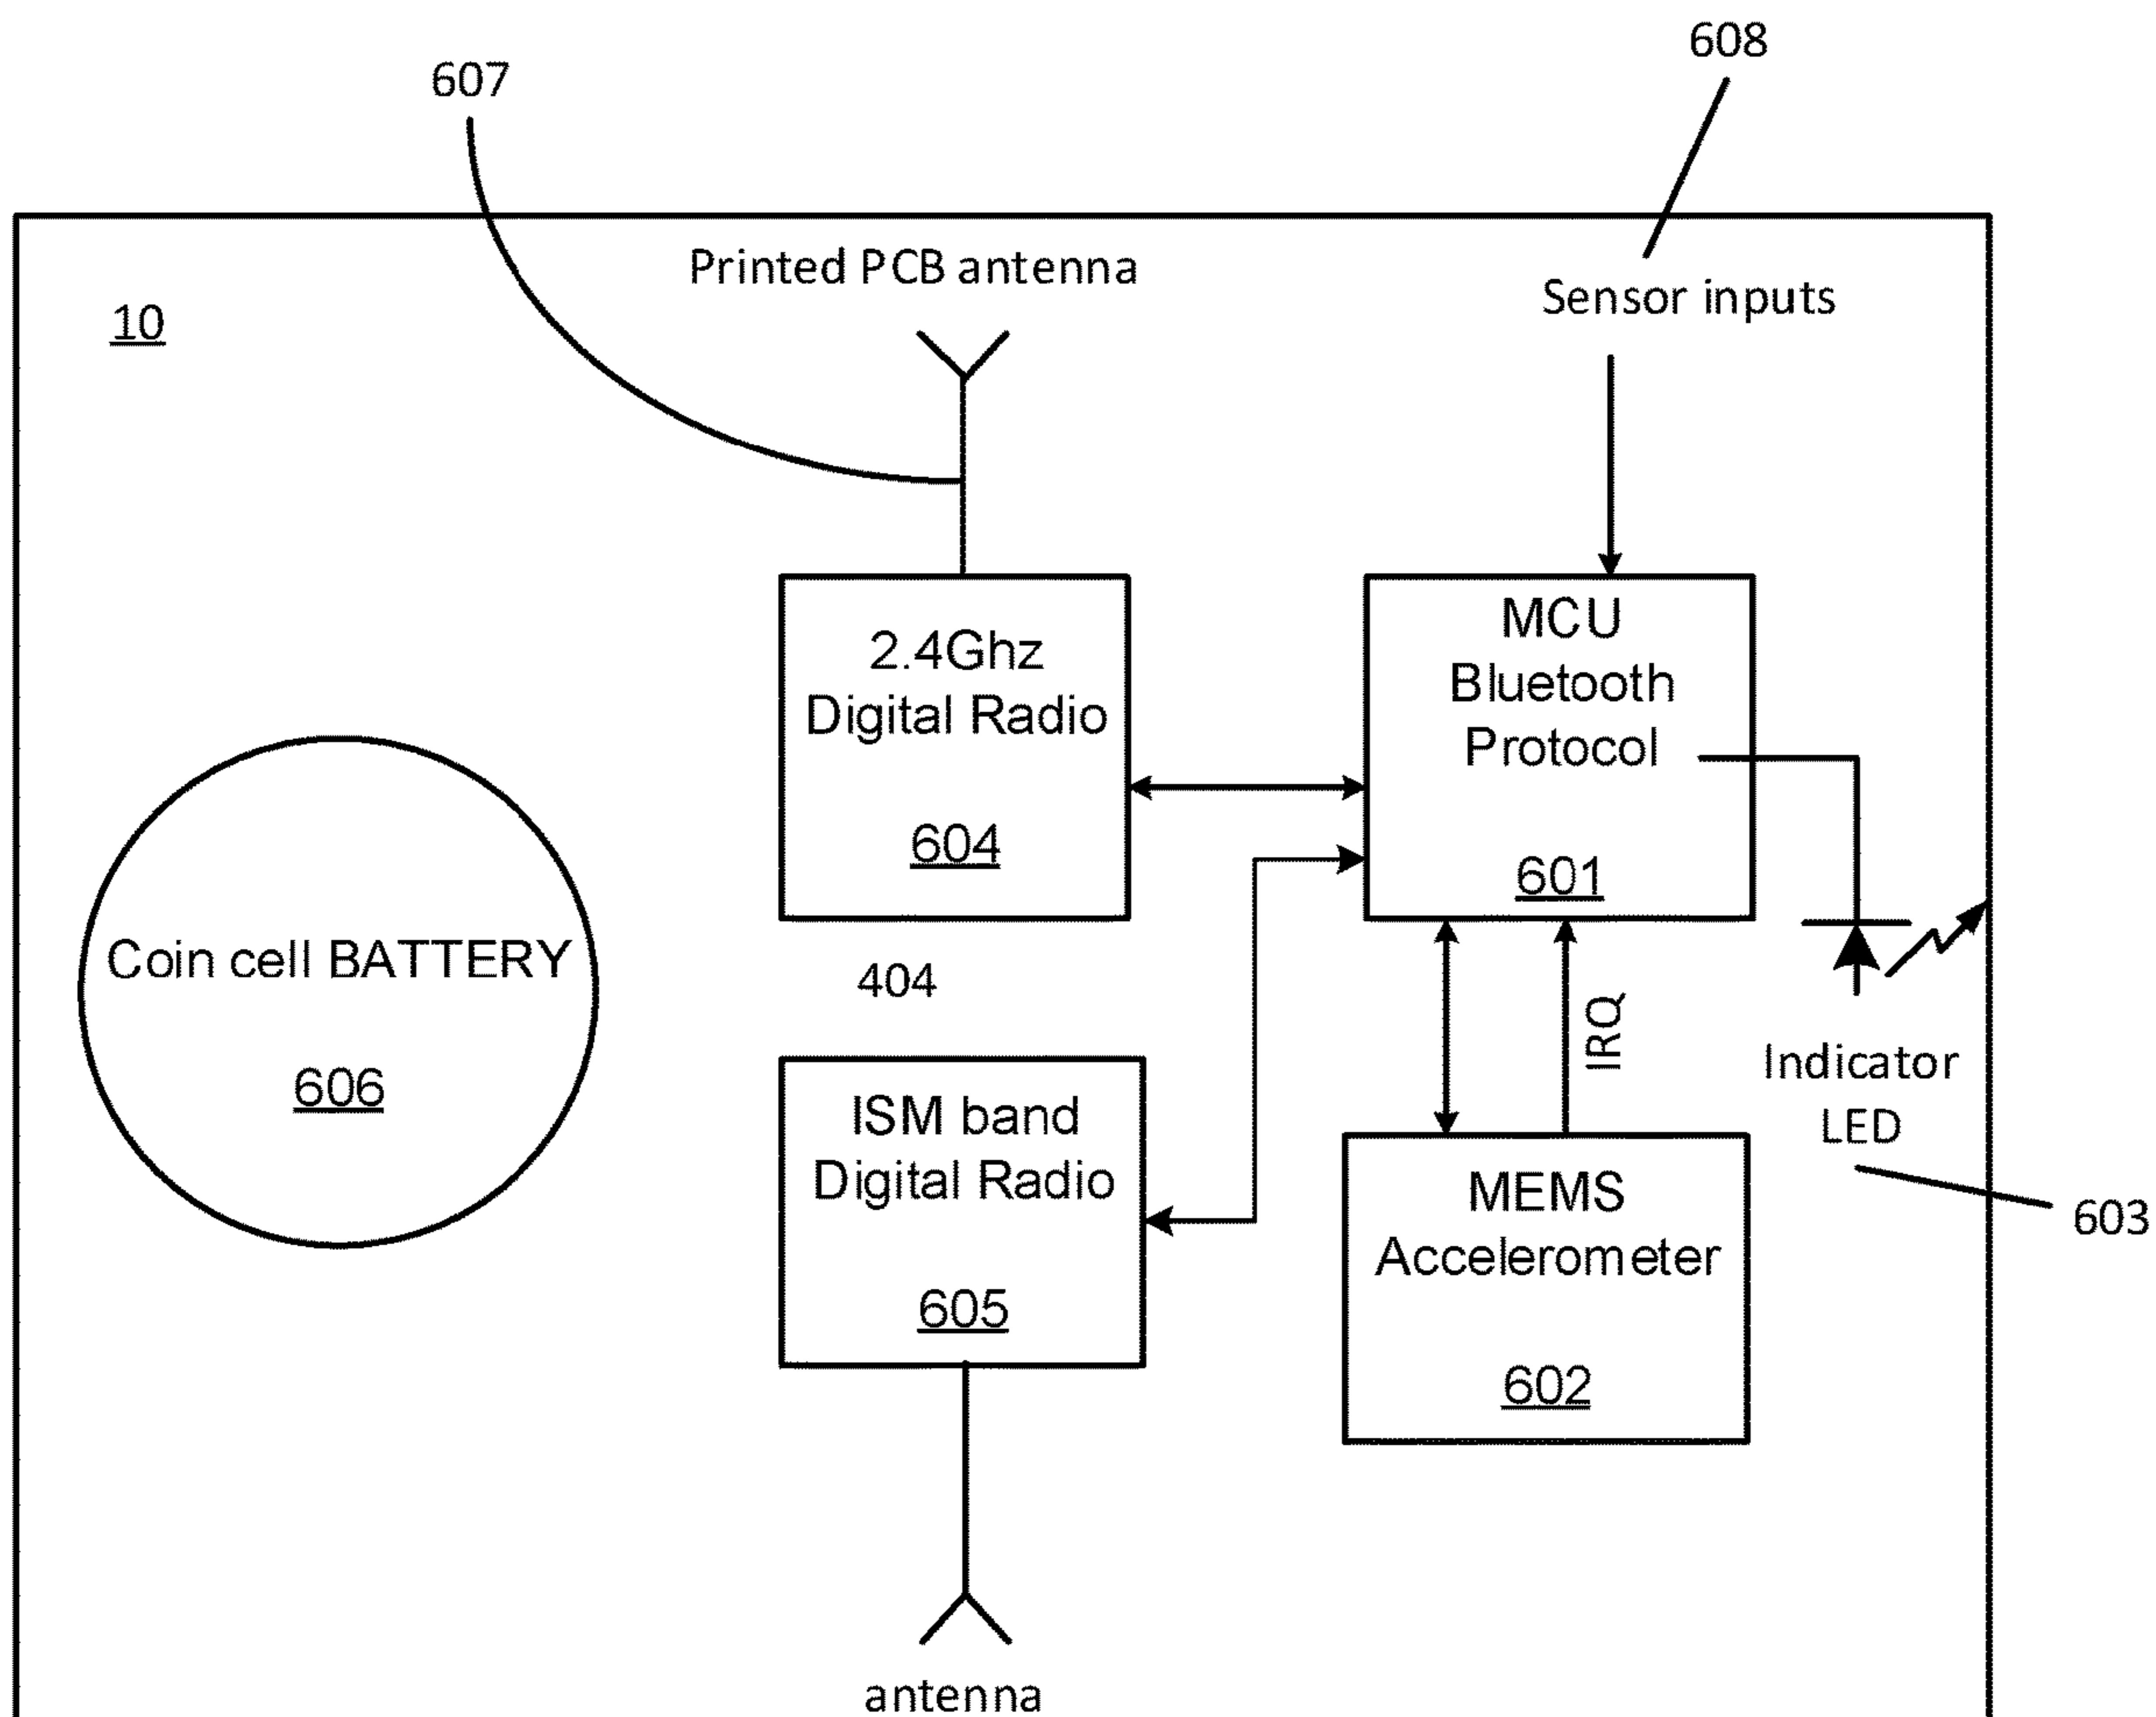 608
607
Printed PCB antenna
Sensor inputs
10
2.4Ghz
Digital Radio
604
MCU
Bluetooth
Protocol
601
Coin cell BATTERY
606
404
IRQ
Indicator
LED
603
ISM band
Digital Radio
605
MEMS
Accelerometer
602
antenna